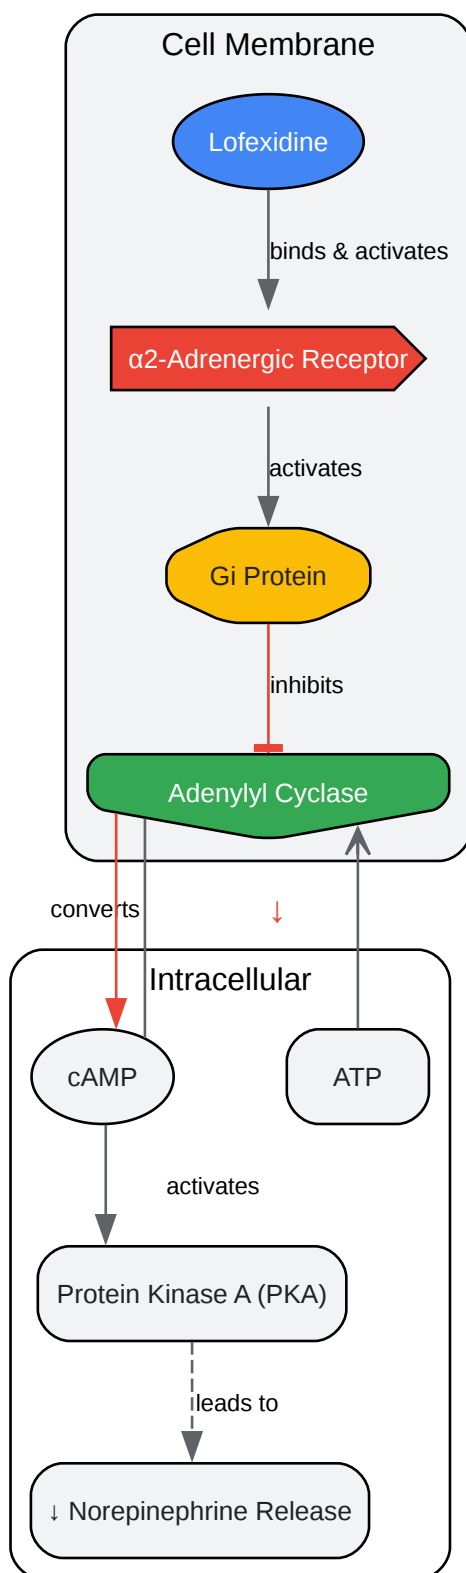 Cell Membrane
Lofexidine
binds & activates
α2-Adrenergic Receptor
activates
Gi Protein
inhibits
Adenylyl Cyclase
converts
↓
Intracellular
cAMP
ATP
activates
Protein Kinase A (PKA)
leads to
↓ Norepinephrine Release